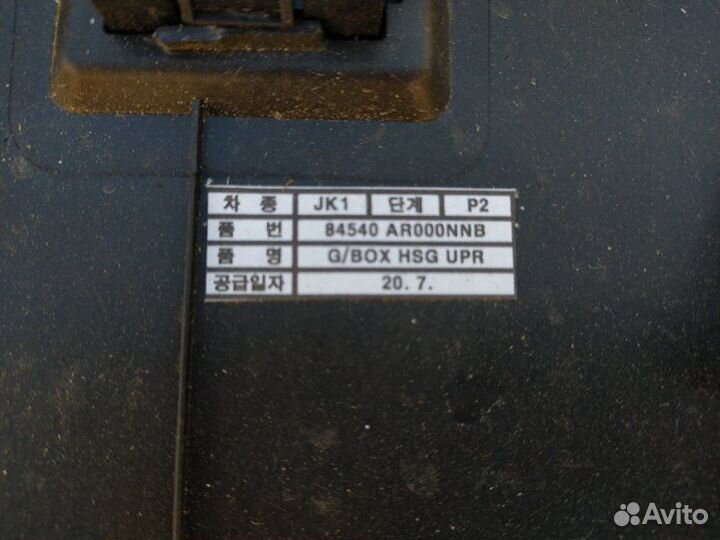 차 종 JK1 단계 P2
품 번 84540 AR000NNB
품 명 G/BOX HSG UPR
공급일자 20. 7.
Avito